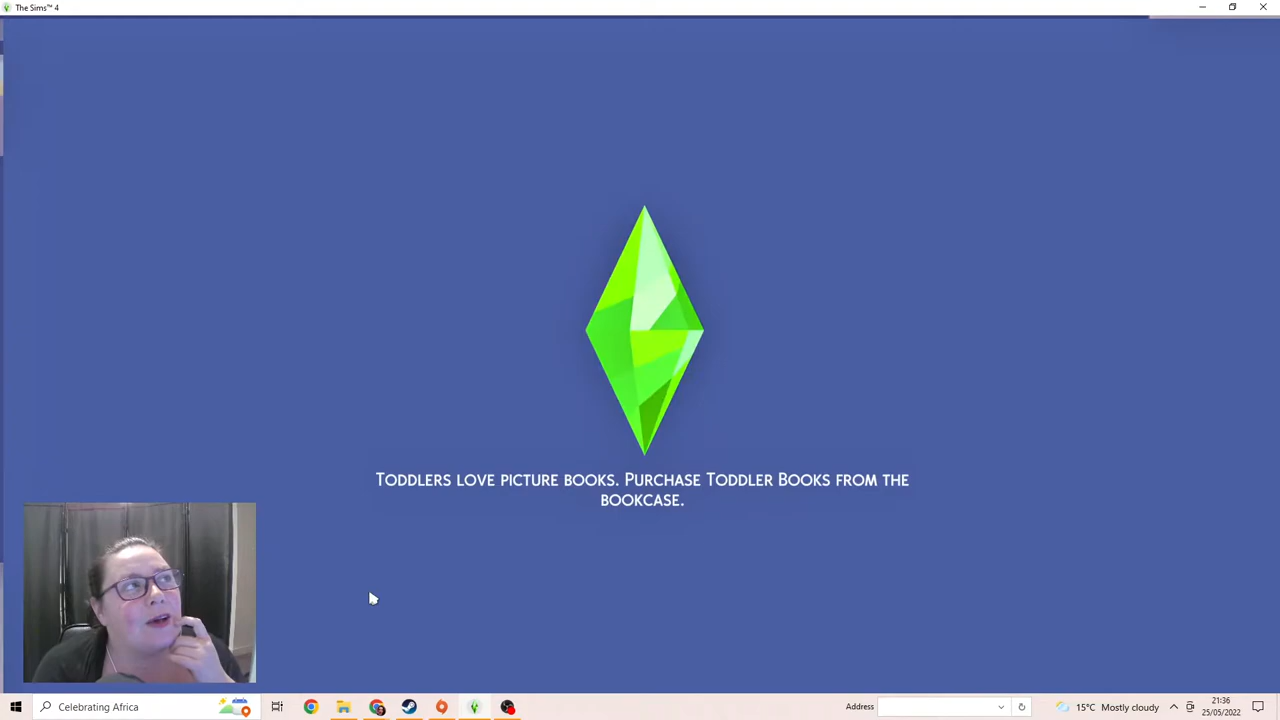 The Sims™ 4
TODDLERS LOVE PICTURE BOOKS. PURCHASE TODDLER BOOKS FROM THE
BOOKCASE.
Celebrating Africa
Address
15°C Mostly cloudy
21:36
25/05/2022